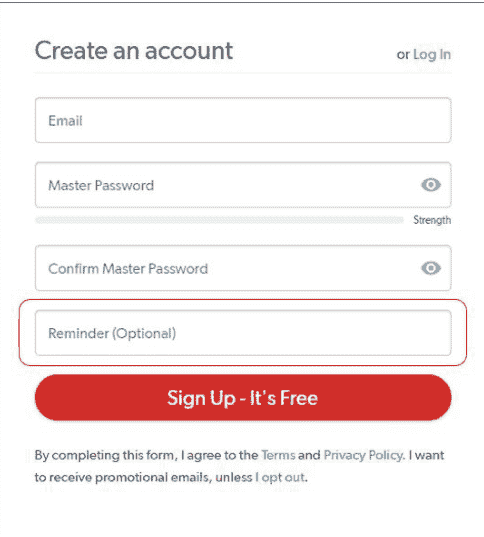 Create an account
or Log In
Email
Master Password
Strength
Confirm Master Password
Reminder (Optional)
Sign Up - It's Free
By completing this form, I agree to the Terms and Privacy Policy. I want
to receive promotional emails, unless I opt out.